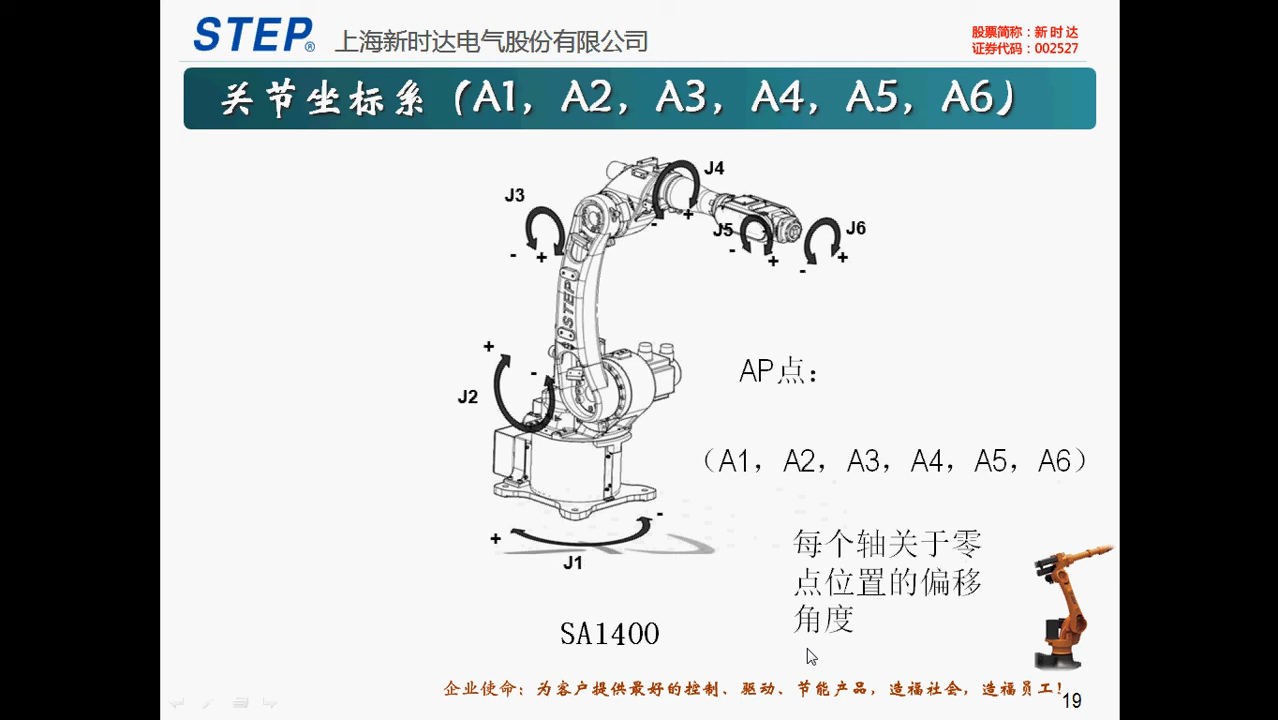 STEP® 上海新时达电气股份有限公司
股票简称：新 时 达
证券代码：002527
关节坐标系（A1，A2，A3，A4，A5，A6）
J4
J3
+
-
J5
J6
- +
-
+
-
+
+
-
J2
STEP
AP点：
（A1，A2，A3，A4，A5，A6）
-
+
J1
每个轴关于零
点位置的偏移
角度
SA1400
企业使命：为客户提供最好的控制、驱动、节能产品，造福社会，造福员工！
19